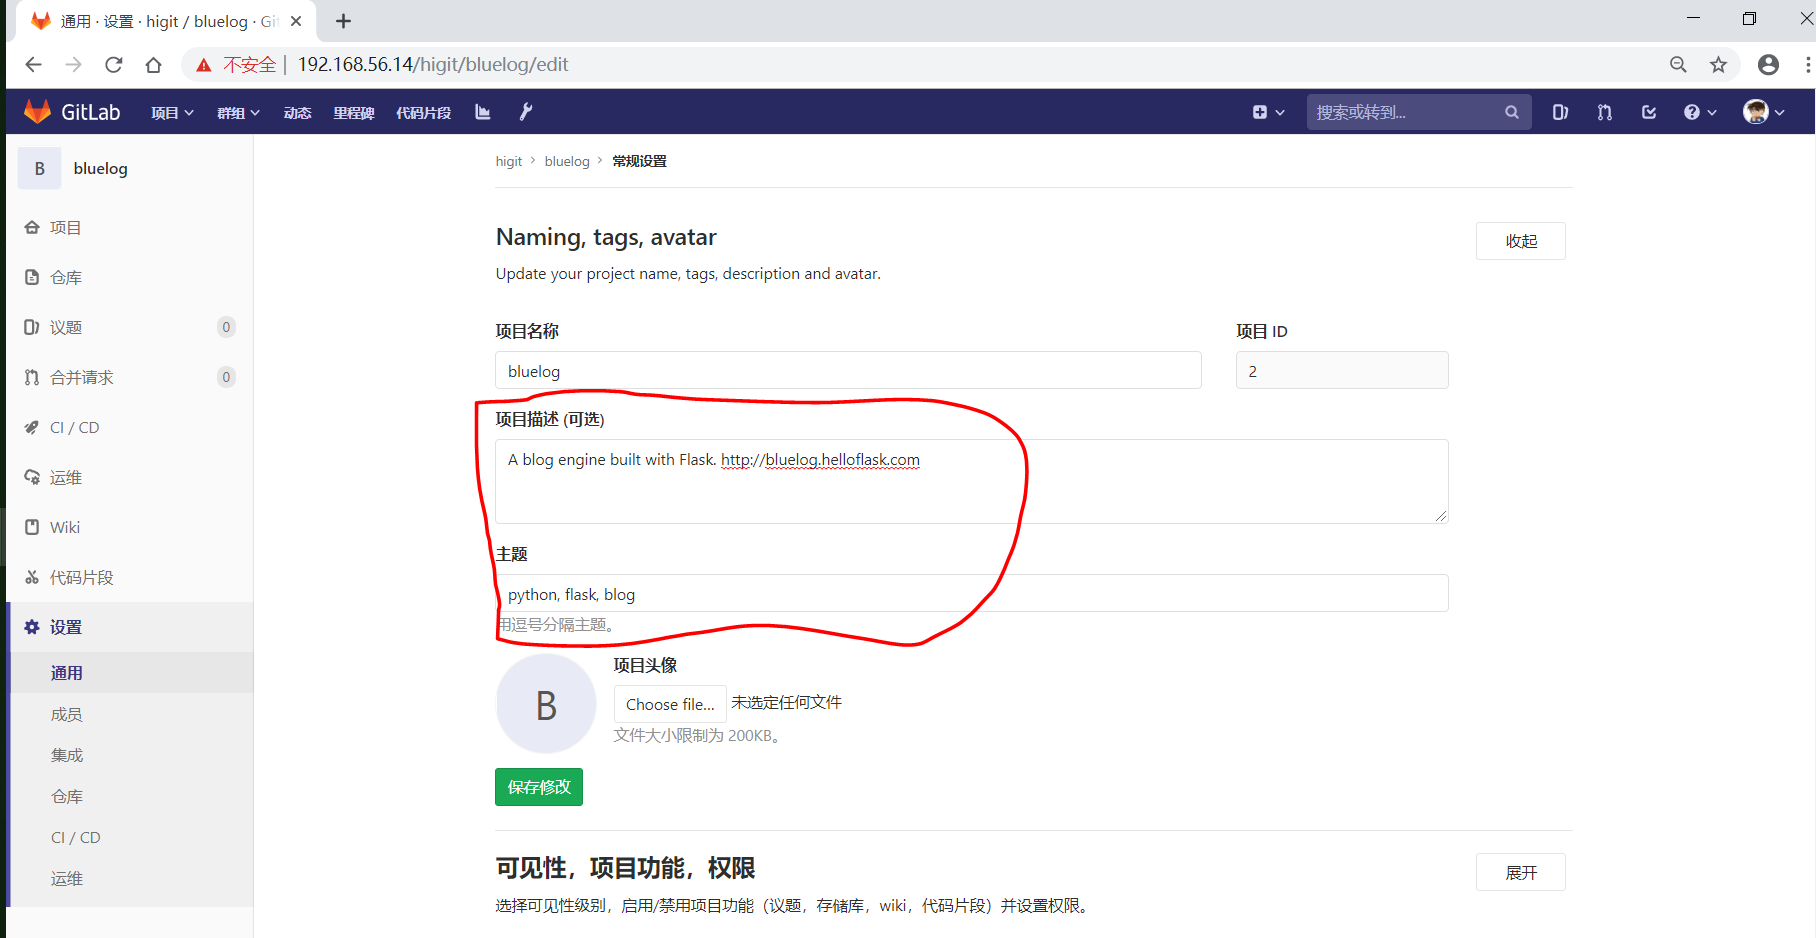 通用 · 设置 · higit / bluelog · Gi
不安全 | 192.168.56.14/higit/bluelog/edit
GitLab 项目 群组 动态 里程碑 代码片段 搜索或转到...
B bluelog
项目
仓库
议题 0
合并请求 0
CI / CD
运维
Wiki
代码片段
设置
通用
成员
集成
仓库
CI / CD
运维
higit > bluelog > 常规设置
Naming, tags, avatar
收起
Update your project name, tags, description and avatar.
项目名称 项目 ID
bluelog 2
项目描述 (可选)
A blog engine built with Flask. http://bluelog.helloflask.com
主题
python, flask, blog
用逗号分隔主题。
B
项目头像
Choose file... 未选定任何文件
文件大小限制为 200KB。
保存修改
可见性，项目功能，权限
展开
选择可见性级别，启用/禁用项目功能（议题，存储库，wiki，代码片段）并设置权限。